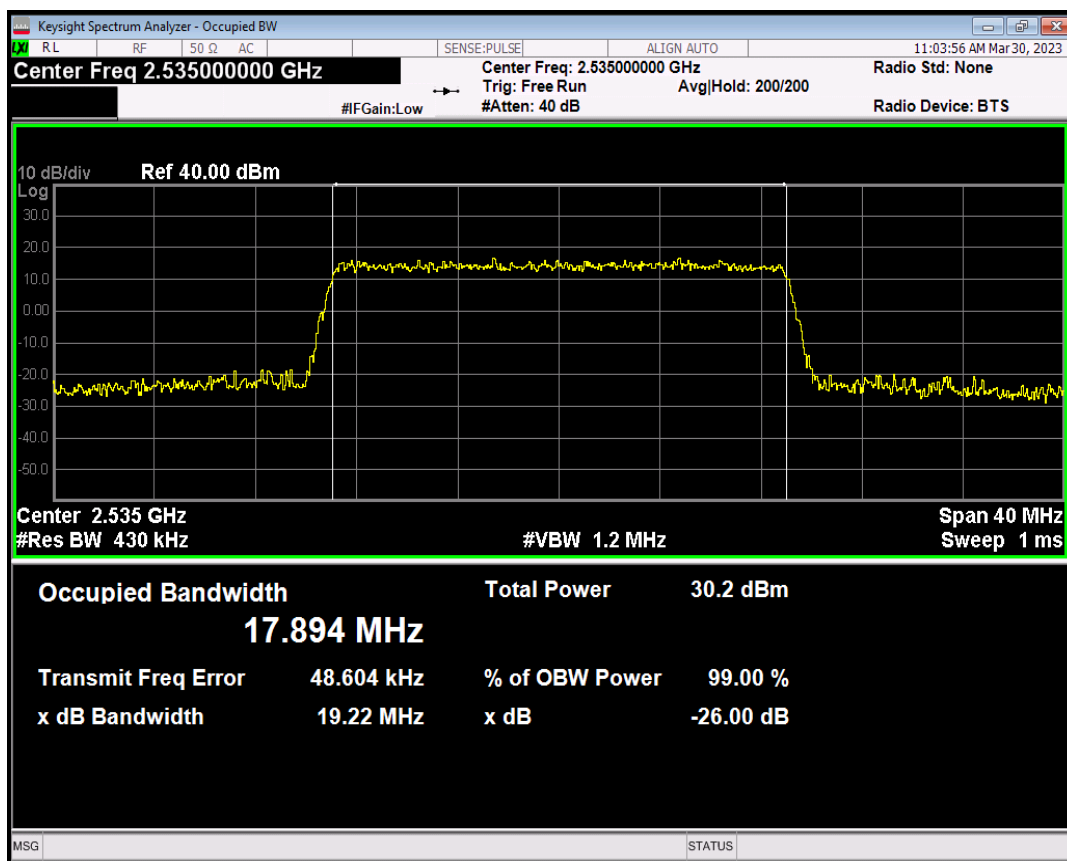 Keysight Spectrum Analyzer - Occupied BW
LXI RL RF 50 Ω AC SENSE:PULSE ALIGN AUTO 11:03:56 AM Mar 30, 2023
Center Freq 2.535000000 GHz
Center Freq: 2.535000000 GHz
Radio Std: None
Trig: Free Run Avg|Hold: 200/200
#IFGain:Low #Atten: 40 dB Radio Device: BTS
10 dB/div Ref 40.00 dBm
Log
30.0
20.0
10.0
0.00
-10.0
-20.0
-30.0
-40.0
-50.0
Center 2.535 GHz Span 40 MHz
#Res BW 430 kHz #VBW 1.2 MHz Sweep 1 ms
Occupied Bandwidth Total Power 30.2 dBm
17.894 MHz
Transmit Freq Error 48.604 kHz % of OBW Power 99.00 %
x dB Bandwidth 19.22 MHz x dB -26.00 dB
MSG STATUS